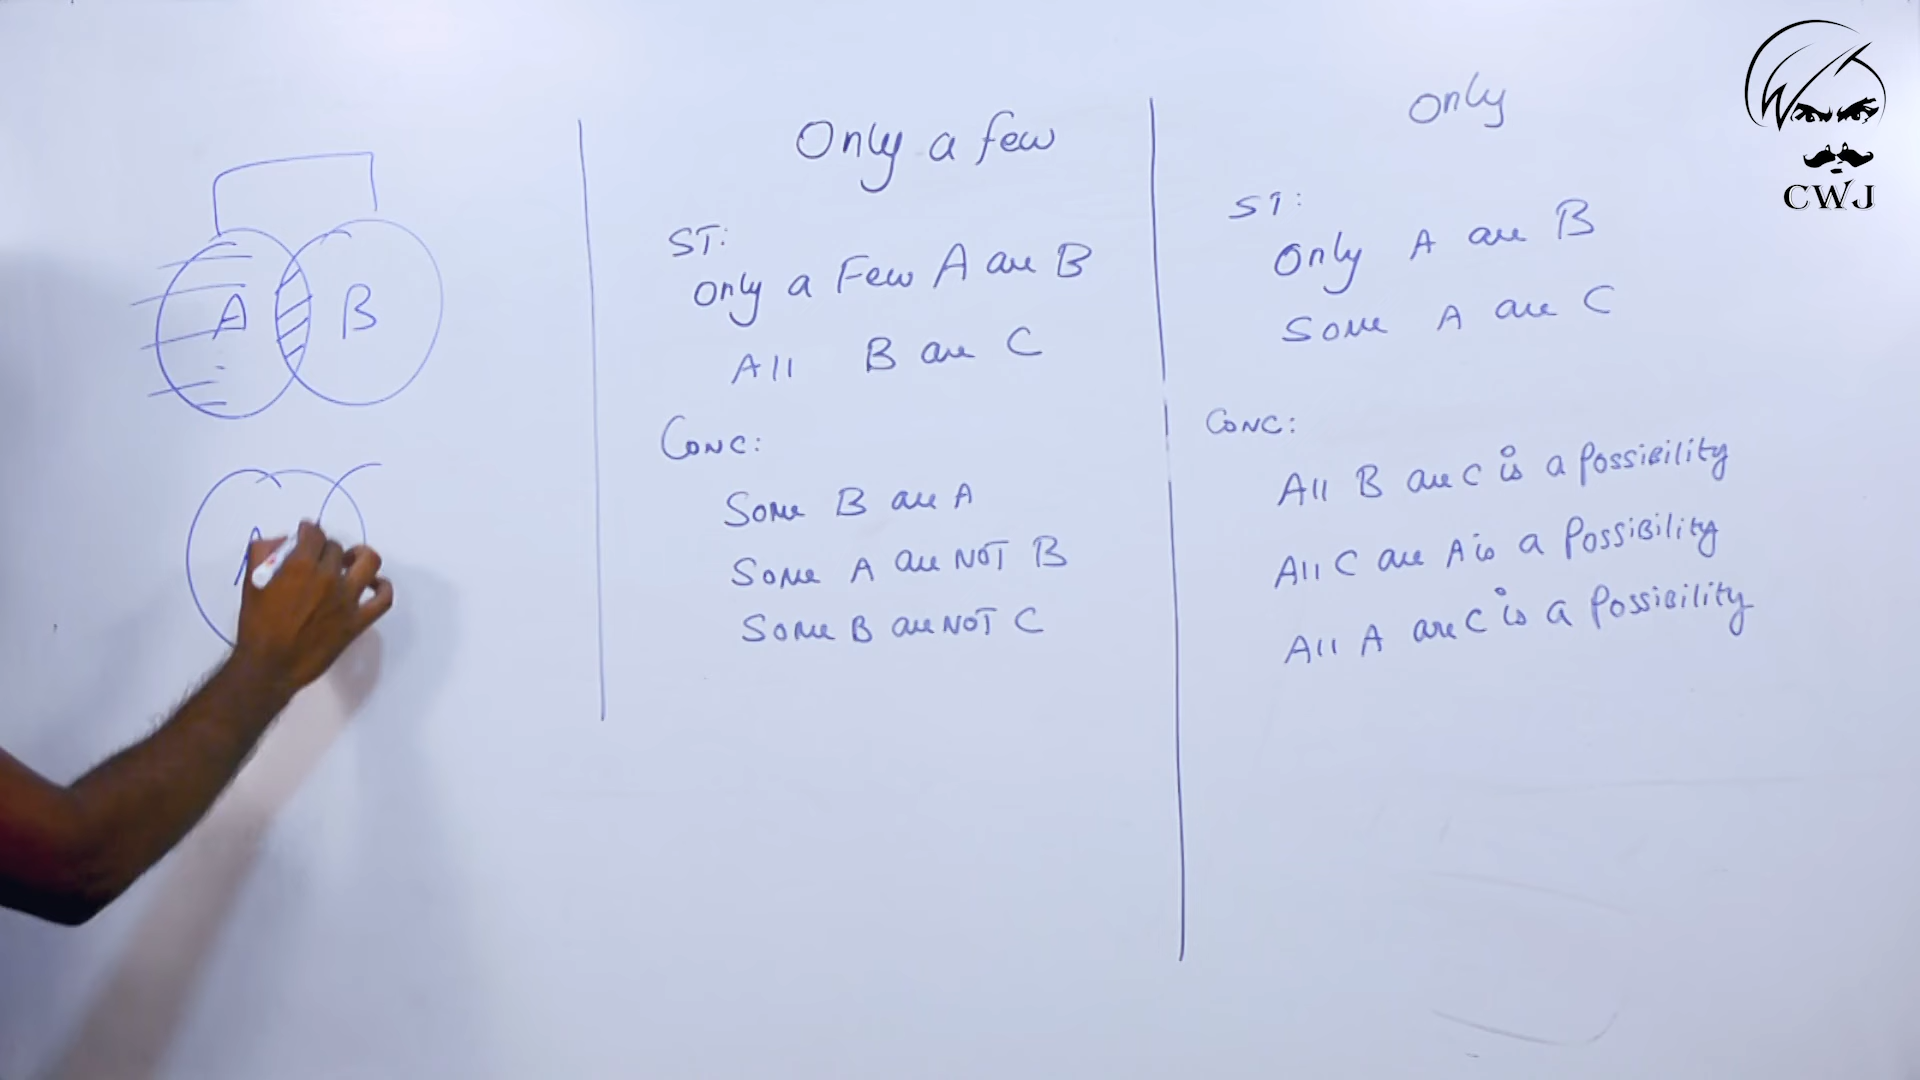 A B
A
Only a few
ST:
Only a Few A are B
All B are C
CONC:
Some B are A
Some A are NOT B
Some B are NOT C
Only
ST:
Only A are B
Some A are C
CONC:
All B are C is a Possibility
All C are A is a Possibility
All A are C is a Possibility
CWJ